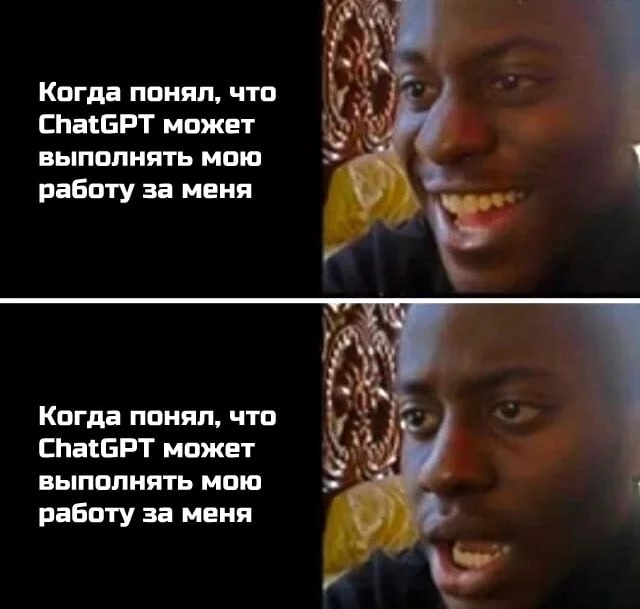 Когда понял, что
ChatGPT может
выполнять мою
работу за меня
Когда понял, что
ChatGPT может
выполнять мою
работу за меня